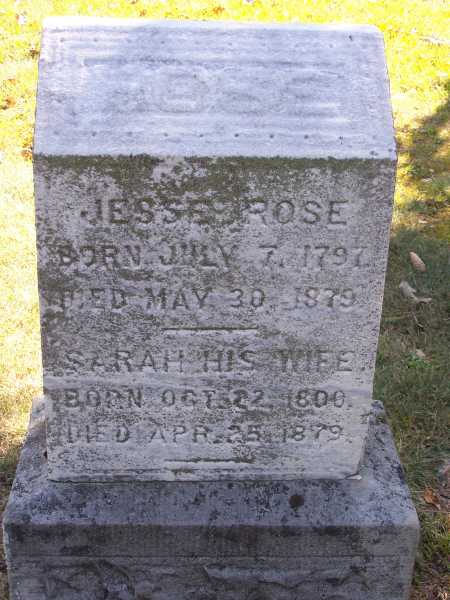 ROSE
JESSE ROSE
BORN JULY 7, 1797
DIED MAY 30, 1879
SARAH HIS WIFE.
BORN OCT. 22, 1800.
DIED APR. 25, 1879.